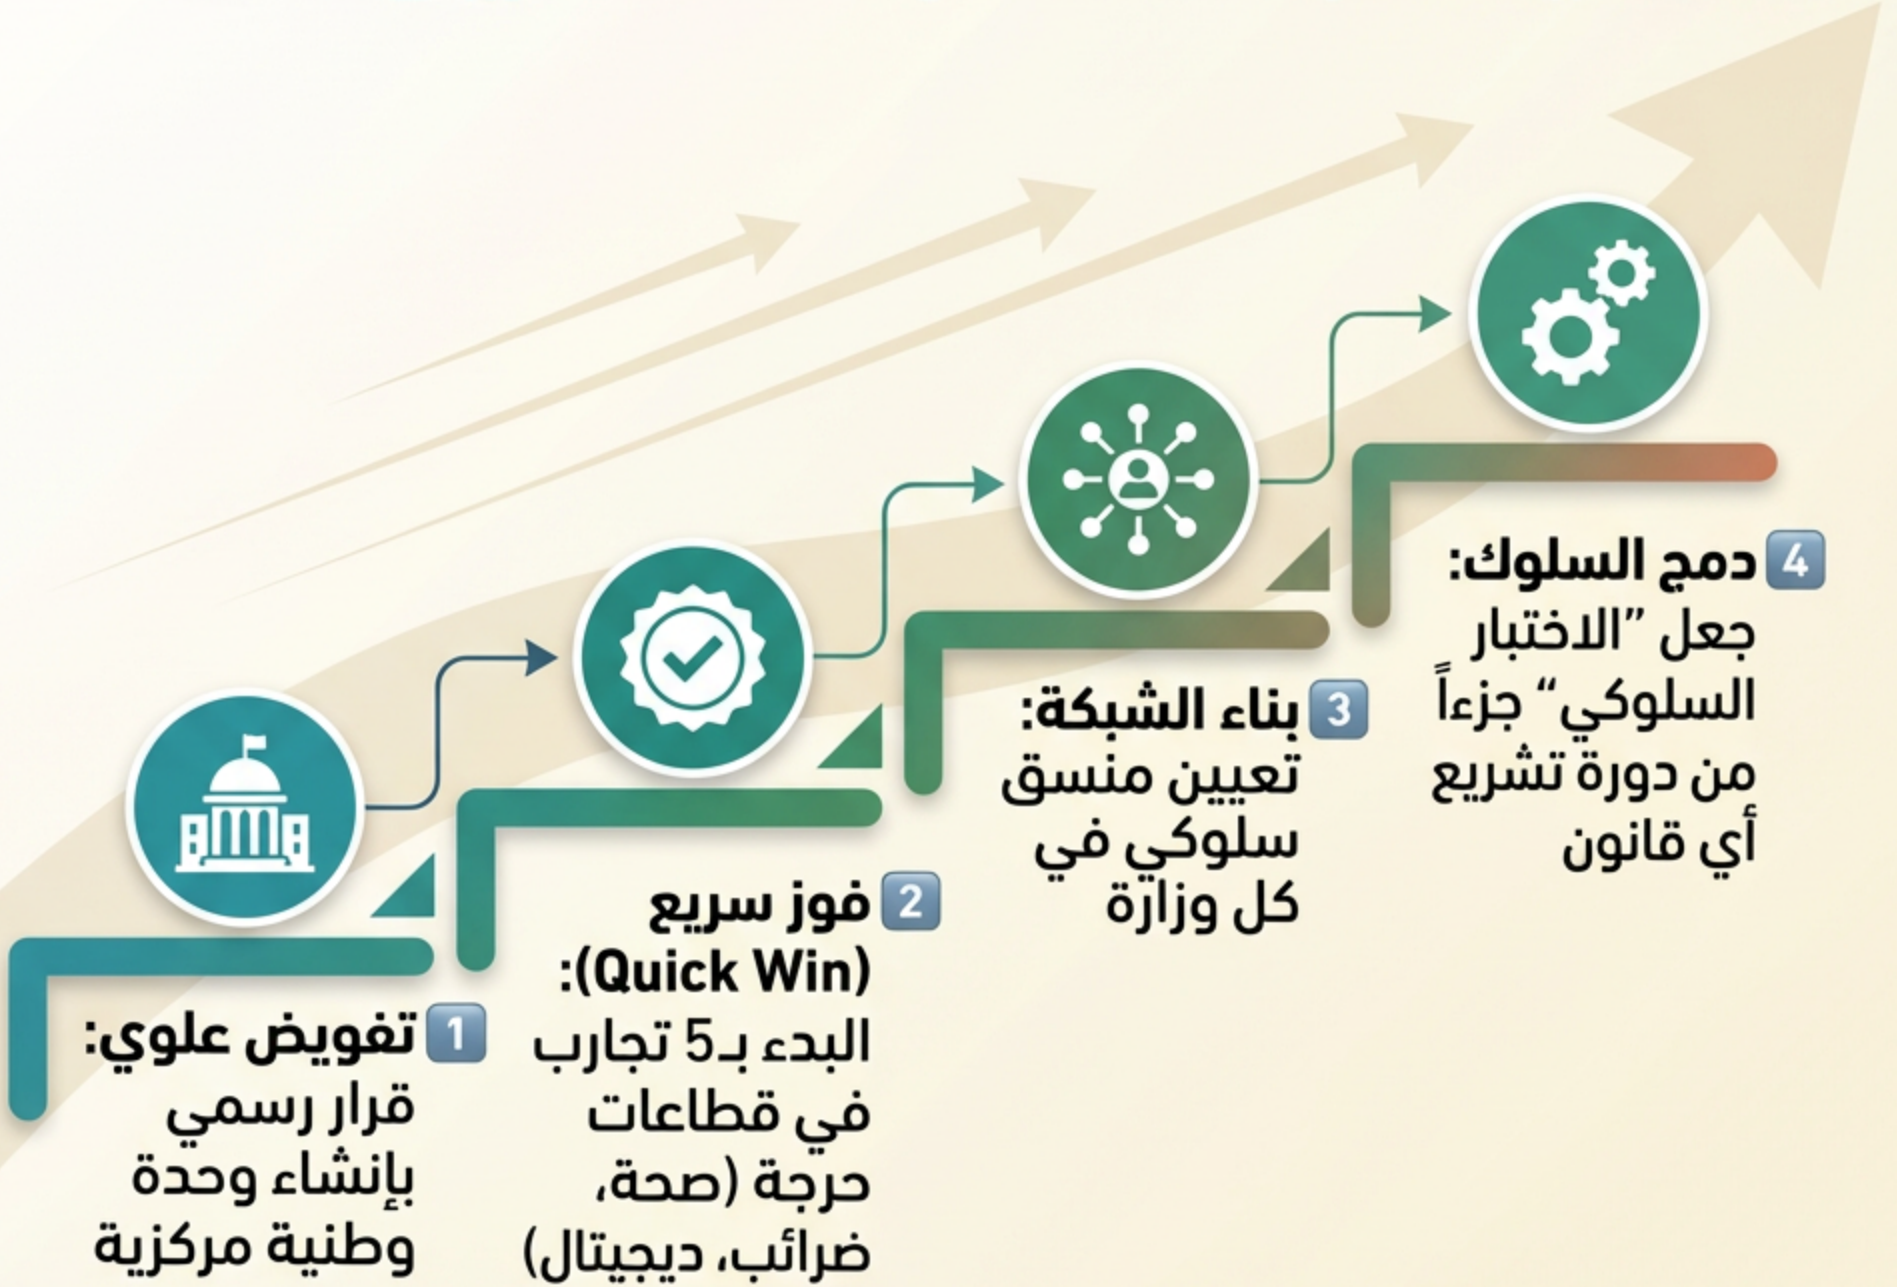 1 تفويض علوي:
قرار رسمي
بإنشاء وحدة
وطنية مركزية
2 فوز سريع
(Quick Win):
البدء بـ5 تجارب
في قطاعات
حرجة (صحة،
ضرائب، ديجيتال)
3 بناء الشبكة:
تعيين منسق
سلوكي في
كل وزارة
4 دمج السلوك:
جعل ”الاختبار
السلوكي“ جزءاً
من دورة تشريع
أي قانون